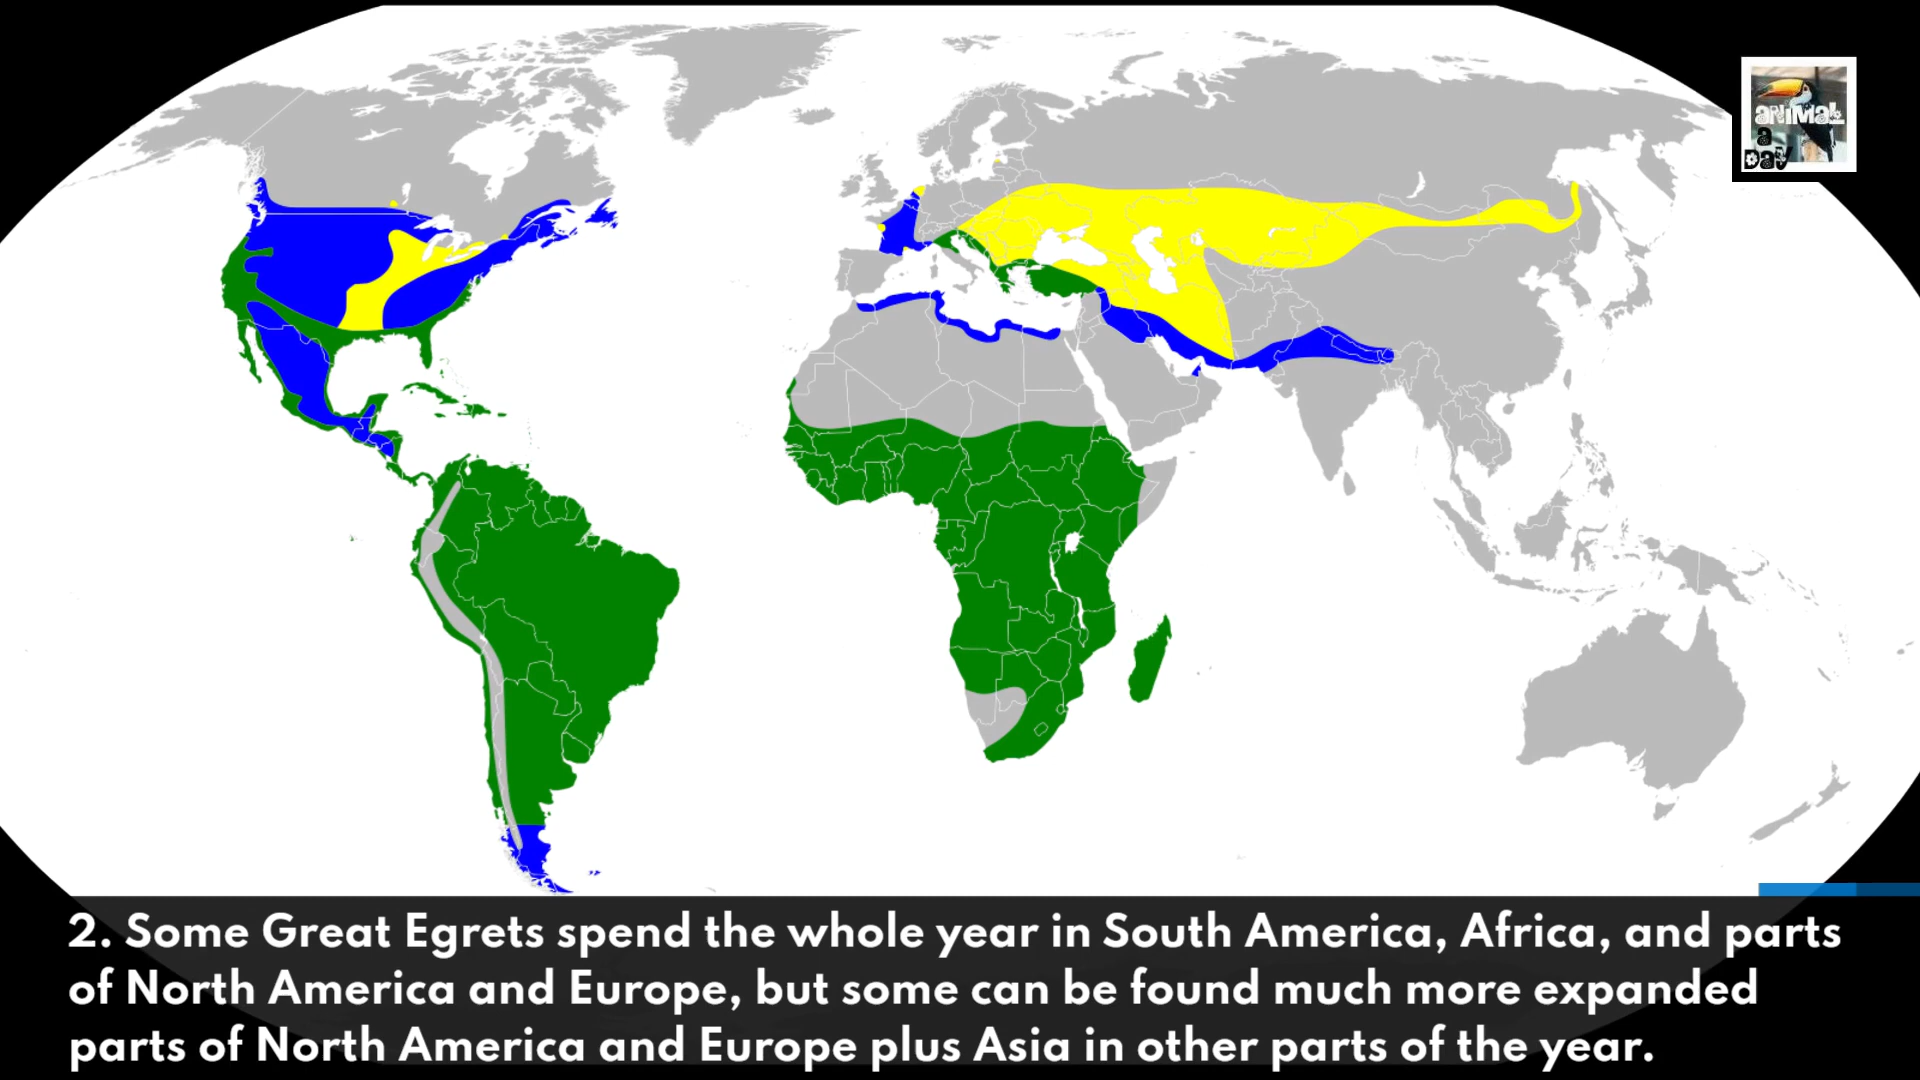 aNiMaL
a
Day
2. Some Great Egrets spend the whole year in South America, Africa, and parts
of North America and Europe, but some can be found much more expanded
parts of North America and Europe plus Asia in other parts of the year.